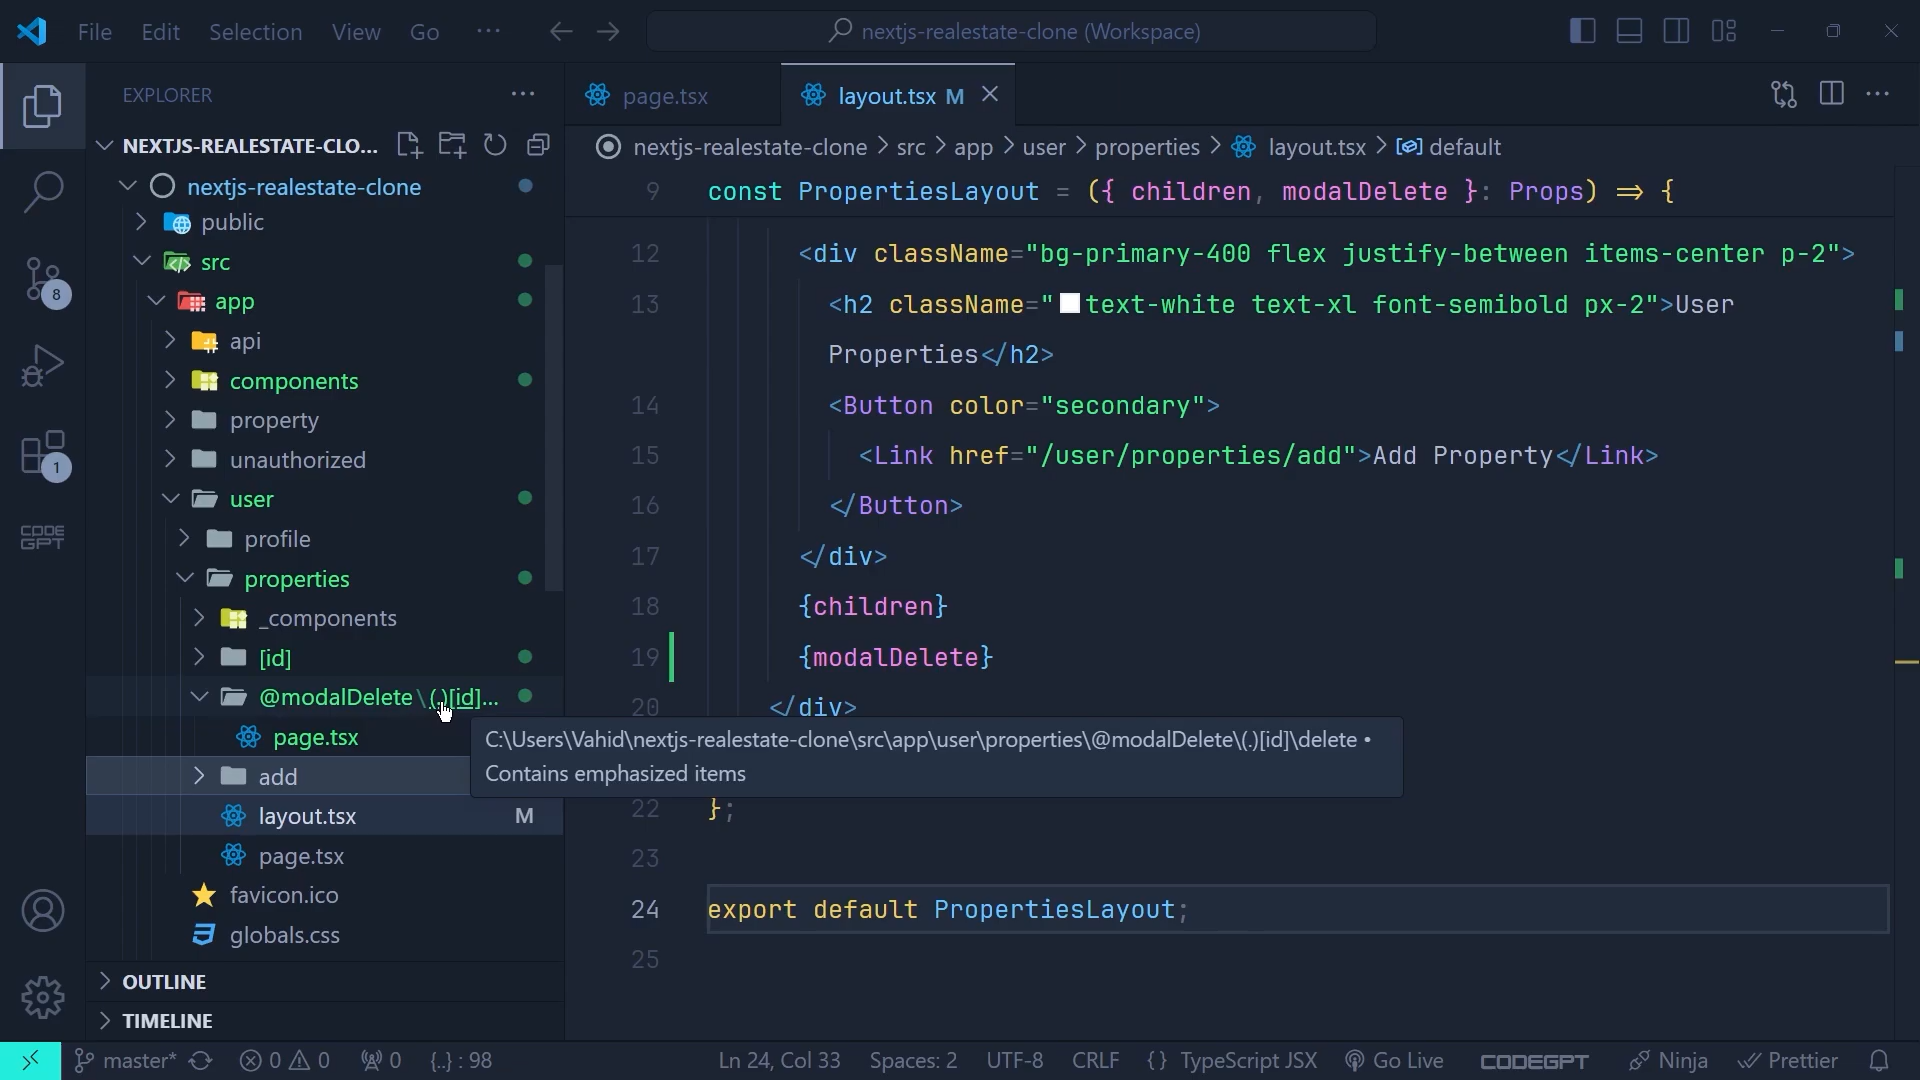 File Edit Selection View Go ··· nextjs-realestate-clone (Workspace)
EXPLORER ···
NEXTJS-REALESTATE-CLO...
nextjs-realestate-clone
public
src
app
api
components
property
unauthorized
user
profile
properties
_components
[id]
@modalDelete\(.)[id]...
page.tsx
add
layout.tsx M
page.tsx
favicon.ico
globals.css
OUTLINE
TIMELINE
8
1
CODE
GPT
page.tsx layout.tsx M
nextjs-realestate-clone > src > app > user > properties > layout.tsx > default
9 const PropertiesLayout = ({ children, modalDelete }: Props) => {
12 <div className="bg-primary-400 flex justify-between items-center p-2">
13 <h2 className="text-white text-xl font-semibold px-2">User
Properties</h2>
14 <Button color="secondary">
15 <Link href="/user/properties/add">Add Property</Link>
16 </Button>
17 </div>
18 {children}
19 {modalDelete}
20 </div>
C:\Users\Vahid\nextjs-realestate-clone\src\app\user\properties\@modalDelete\(.)[id]\delete •
Contains emphasized items
22 };
23
24 export default PropertiesLayout;
25
master* 0 0 0 {..} : 98 Ln 24, Col 33 Spaces: 2 UTF-8 CRLF {} TypeScript JSX Go Live CODEGPT Ninja Prettier